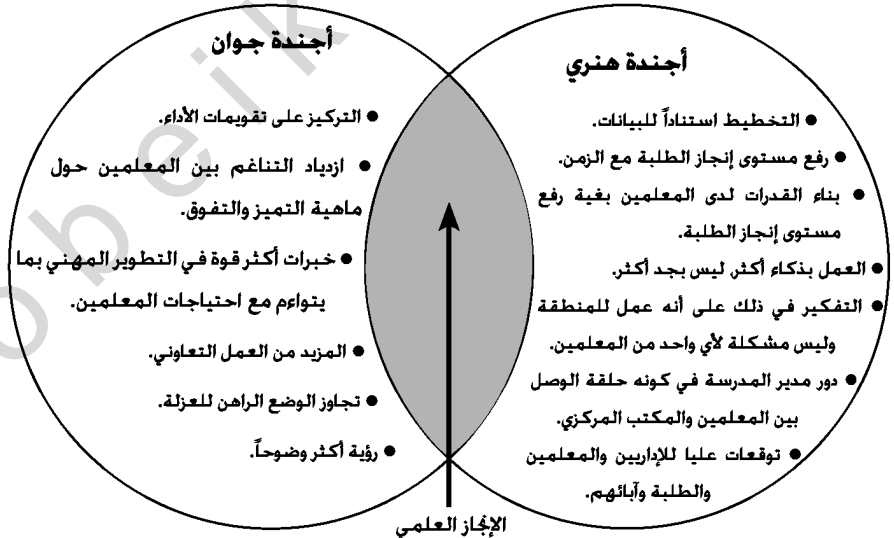 أجندة هنري
● التخطيط استناداً للبيانات.
● رفع مستوى إنجاز الطلبة مع الزمن.
● بناء القدرات لدى المعلمين بغية رفع
مستوى إنجاز الطلبة.
● العمل بذكاء أكثر، ليس بجد أكثر.
● التفكير في ذلك على أنه عمل للمنطقة
وليس مشكلة لأي واحد من المعلمين.
● دور مدير المدرسة في كونه حلقة الوصل
بين المعلمين والمكتب المركزي.
● توقعات عليا للإداريين والمعلمين
والطلبة وآبائهم.
أجندة جوان
● التركيز على تقويمات الأداء.
● ازدياد التناغم بين المعلمين حول
ماهية التميز والتفوق.
● خبرات أكثر قوة في التطوير المهني بما
يتواءم مع احتياجات المعلمين.
● المزيد من العمل التعاوني.
● تجاوز الوضع الراهن للعزلة.
● رؤية أكثر وضوحاً.
الإنجاز العلمي
obeik